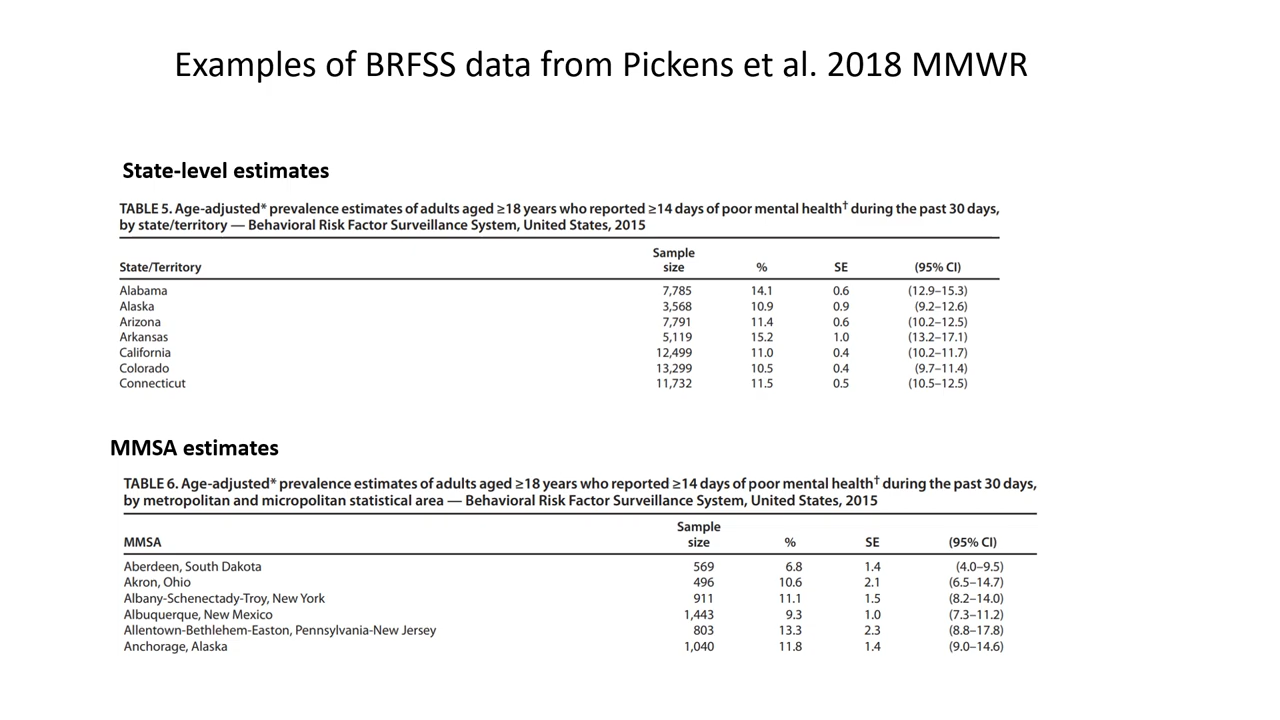 Examples of BRFSS data from Pickens et al. 2018 MMWR
State-level estimates
TABLE 5. Age-adjusted* prevalence estimates of adults aged ≥18 years who reported ≥14 days of poor mental health† during the past 30 days,
by state/territory — Behavioral Risk Factor Surveillance System, United States, 2015
State/Territory Sample size % SE (95% CI)
Alabama 7,785 14.1 0.6 (12.9–15.3)
Alaska 3,568 10.9 0.9 (9.2–12.6)
Arizona 7,791 11.4 0.6 (10.2–12.5)
Arkansas 5,119 15.2 1.0 (13.2–17.1)
California 12,499 11.0 0.4 (10.2–11.7)
Colorado 13,299 10.5 0.4 (9.7–11.4)
Connecticut 11,732 11.5 0.5 (10.5–12.5)
MMSA estimates
TABLE 6. Age-adjusted* prevalence estimates of adults aged ≥18 years who reported ≥14 days of poor mental health† during the past 30 days,
by metropolitan and micropolitan statistical area — Behavioral Risk Factor Surveillance System, United States, 2015
MMSA Sample size % SE (95% CI)
Aberdeen, South Dakota 569 6.8 1.4 (4.0–9.5)
Akron, Ohio 496 10.6 2.1 (6.5–14.7)
Albany-Schenectady-Troy, New York 911 11.1 1.5 (8.2–14.0)
Albuquerque, New Mexico 1,443 9.3 1.0 (7.3–11.2)
Allentown-Bethlehem-Easton, Pennsylvania-New Jersey 803 13.3 2.3 (8.8–17.8)
Anchorage, Alaska 1,040 11.8 1.4 (9.0–14.6)